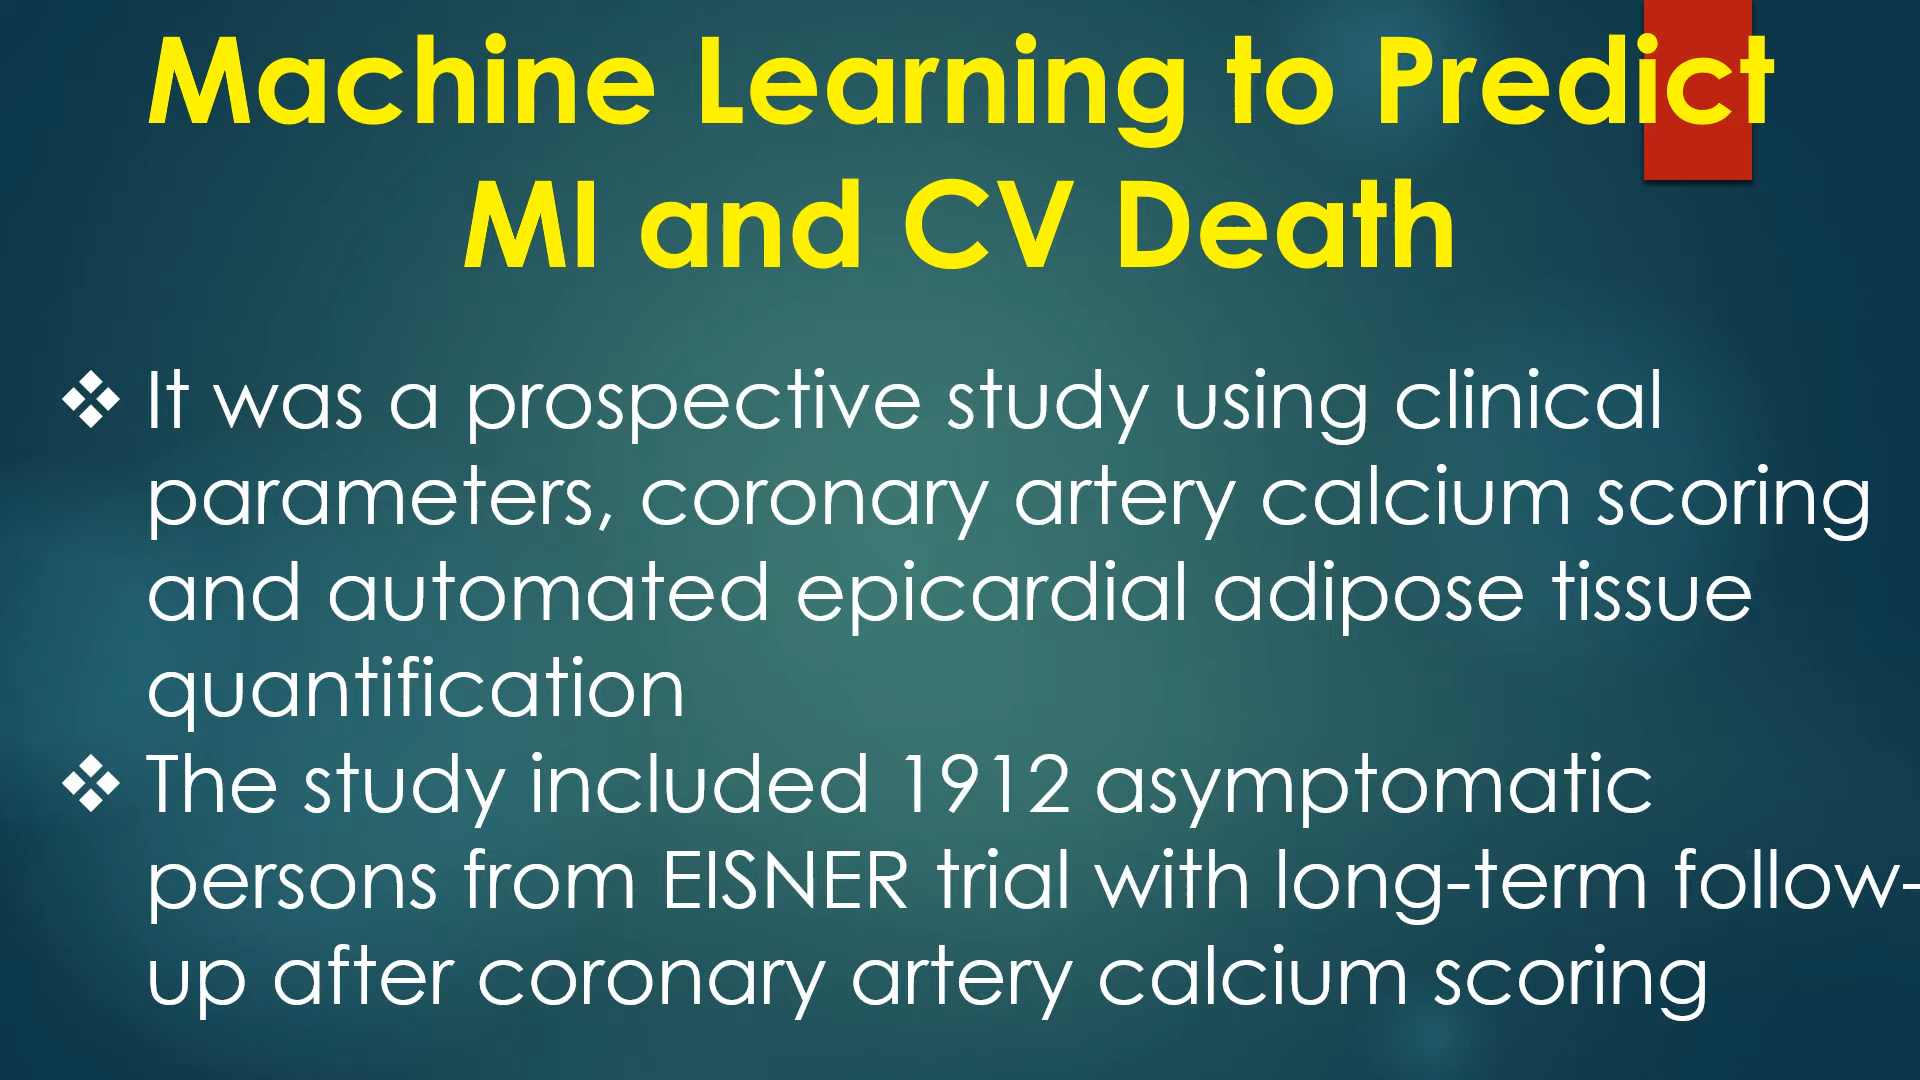 Machine Learning to Predict
MI and CV Death
❖ It was a prospective study using clinical
parameters, coronary artery calcium scoring
and automated epicardial adipose tissue
quantification
❖ The study included 1912 asymptomatic
persons from EISNER trial with long-term follow-
up after coronary artery calcium scoring